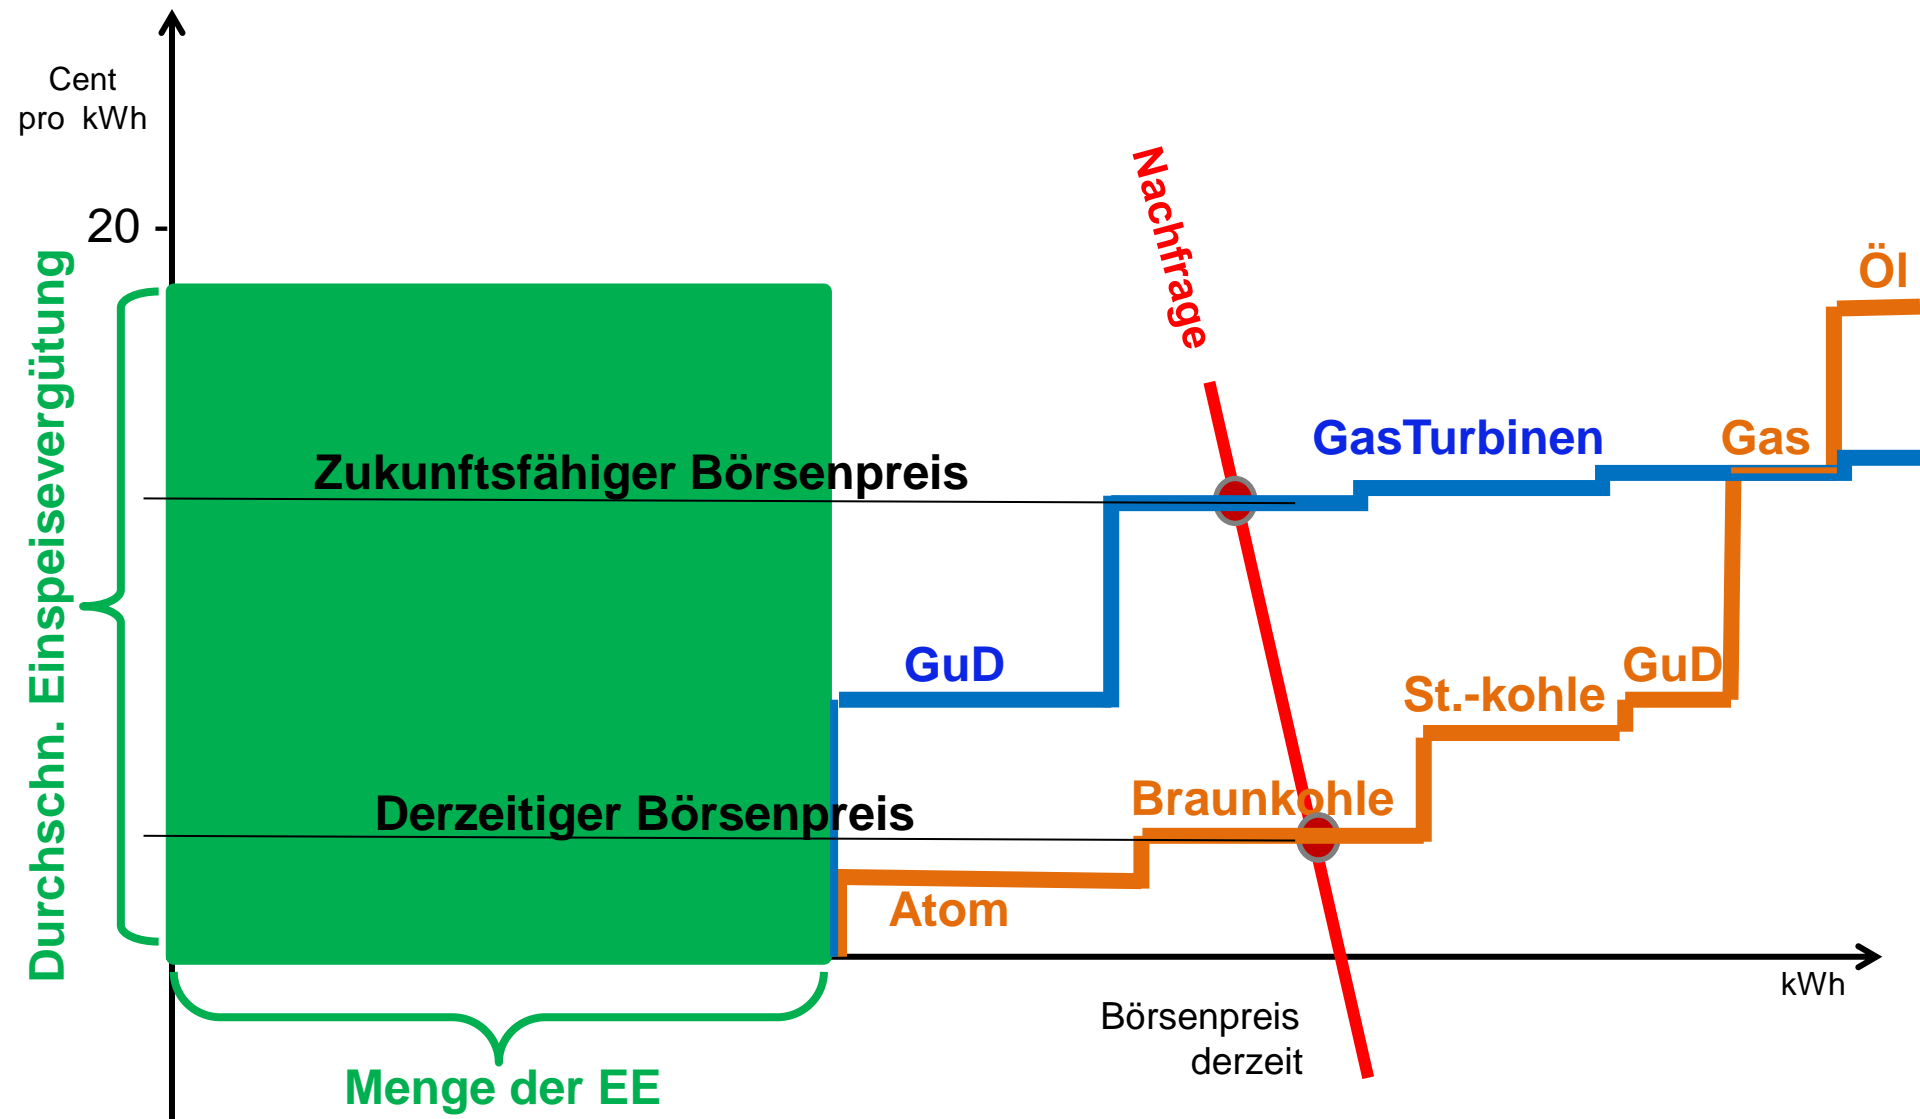 Cent
pro kWh
20 -
Durchschn. Einspeisevergütung
Nachfrage
Öl
GasTurbinen
Gas
Zukunftsfähiger Börsenpreis
GuD
GuD
St.-kohle
Braunkohle
Derzeitiger Börsenpreis
Atom
kWh
Börsenpreis
derzeit
Menge der EE